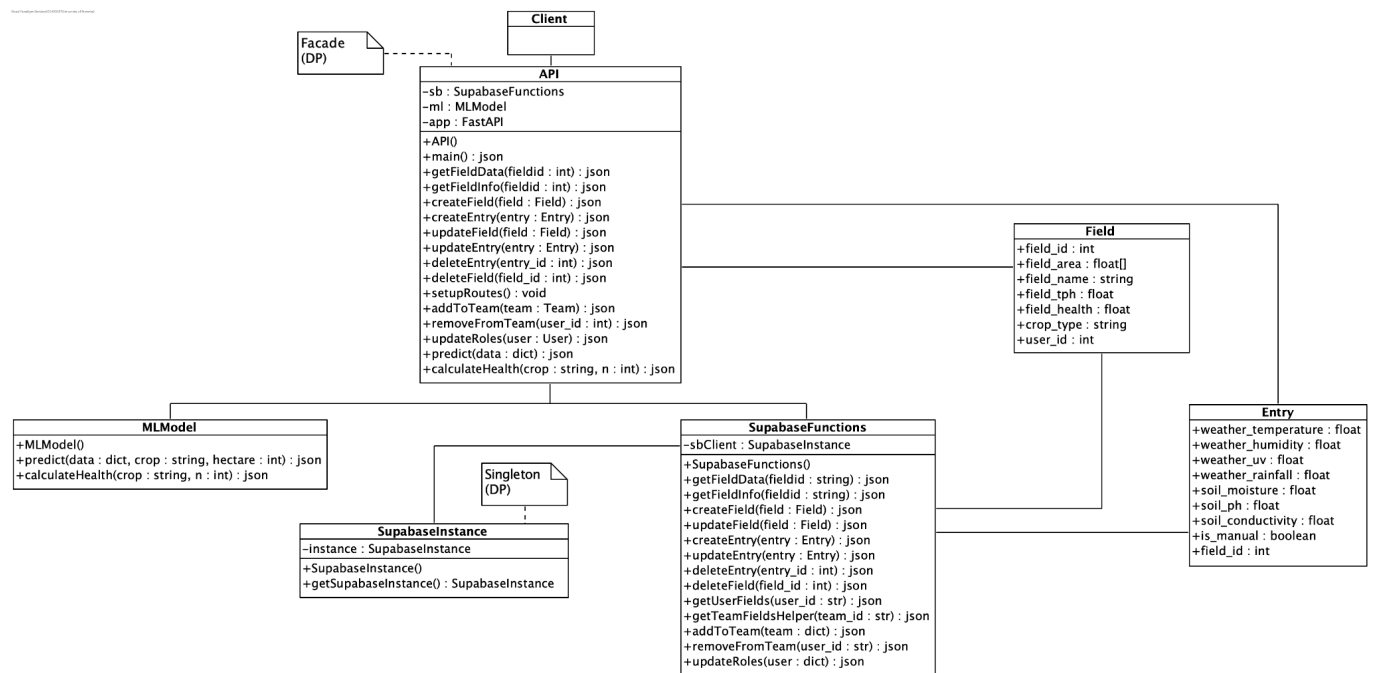 Client
Facade
(DP)
API
-sb : SupabaseFunctions
-ml : MLModel
-app : FastAPI
+API()
+main() : json
+getFieldData(fieldid : int) : json
+getFieldInfo(fieldid : int) : json
+createField(field : Field) : json
+createEntry(entry : Entry) : json
+updateField(field : Field) : json
+updateEntry(entry : Entry) : json
+deleteEntry(entry_id : int) : json
+deleteField(field_id : int) : json
+setupRoutes() : void
+addToTeam(team : Team) : json
+removeFromTeam(user_id : int) : json
+updateRoles(user : User) : json
+predict(data : dict) : json
+calculateHealth(crop : string, n : int) : json
Field
+field_id : int
+field_area : float[]
+field_name : string
+field_tph : float
+field_health : float
+crop_type : string
+user_id : int
Entry
+weather_temperature : float
+weather_humidity : float
+weather_uv : float
+weather_rainfall : float
+soil_moisture : float
+soil_ph : float
+soil_conductivity : float
+is_manual : boolean
+field_id : int
MLModel
+MLModel()
+predict(data : dict, crop : string, hectare : int) : json
+calculateHealth(crop : string, n : int) : json
Singleton
(DP)
SupabaseInstance
-instance : SupabaseInstance
+SupabaseInstance()
+getSupabaseInstance() : SupabaseInstance
SupabaseFunctions
-sbClient : SupabaseInstance
+SupabaseFunctions()
+getFieldData(fieldid : string) : json
+getFieldInfo(fieldid : string) : json
+createField(field : Field) : json
+updateField(field : Field) : json
+createEntry(entry : Entry) : json
+updateEntry(entry : Entry) : json
+deleteEntry(entry_id : int) : json
+deleteField(field_id : int) : json
+getUserFields(user_id : str) : json
+getTeamFieldsHelper(team_id : str) : json
+addToTeam(team : dict) : json
+removeFromTeam(user_id : str) : json
+updateRoles(user : dict) : json